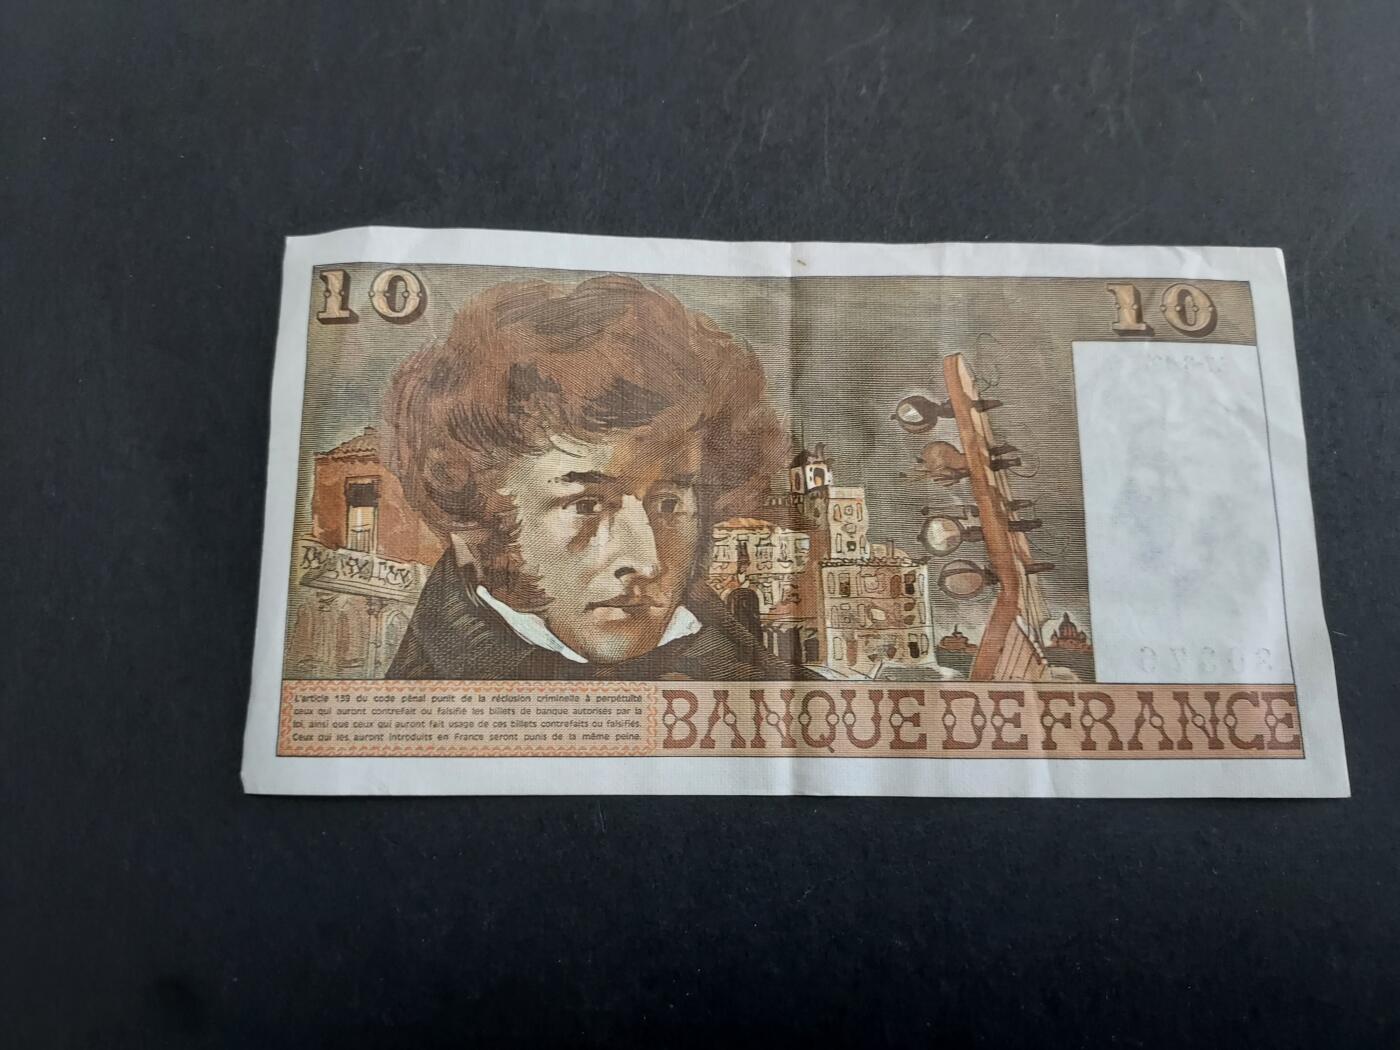 10
10
L'article 139 du code pénal punit de la réclusion criminelle à perpétuité
ceux qui auront contrefait ou falsifié les billets de banque autorisés par la
loi, ainsi que ceux qui auront fait usage de ces billets contrefaits ou falsifiés.
Ceux qui les auront introduits en France seront punis de la même peine.
BANQUE DE FRANCE